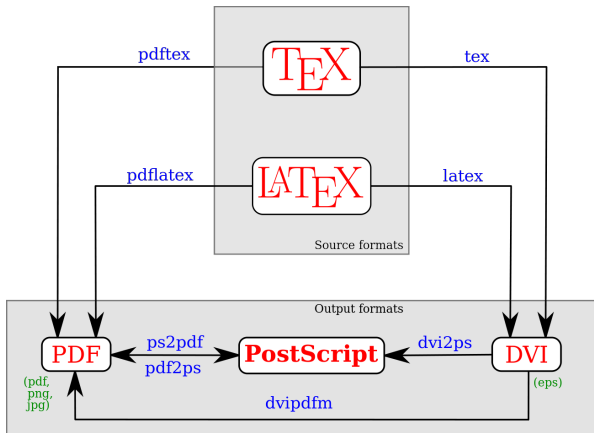 pdftex
TEX
tex
pdflatex
LATEX
latex
Source formats
Output formats
PDF
ps2pdf
pdf2ps
PostScript
dvi2ps
DVI
(pdf,
png,
jpg)
(eps)
dvipdfm